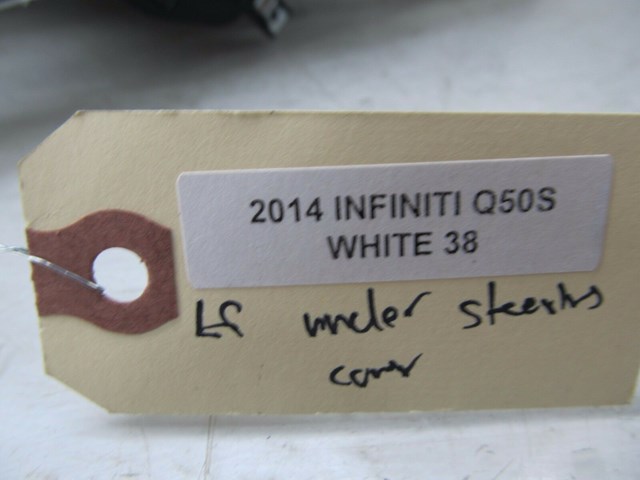 2014 INFINITI Q50S
WHITE 38
LF under steering
cover